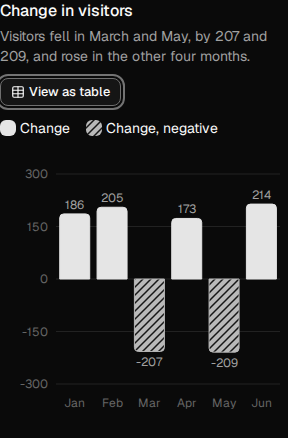 Change in visitors
Visitors fell in March and May, by 207 and
209, and rose in the other four months.
View as table
Change Change, negative
300
186 205 173 214
150
0
-150
-207 -209
-300
Jan Feb Mar Apr May Jun